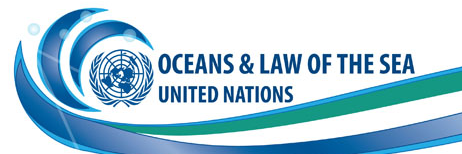 OCEANS & LAW OF THE SEA
UNITED NATIONS